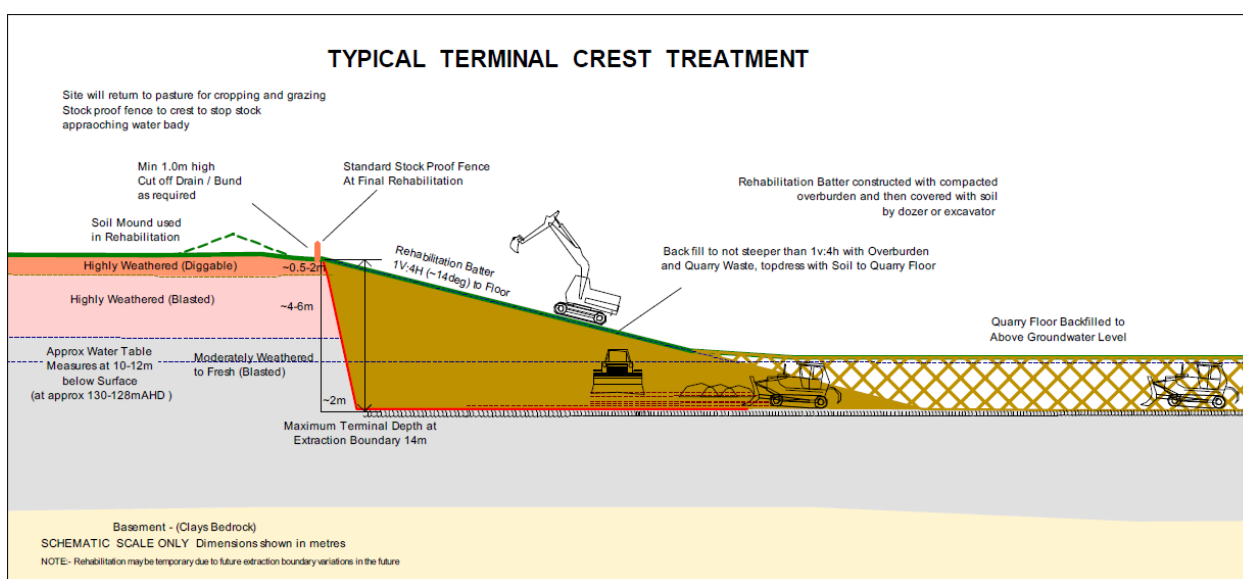 TYPICAL TERMINAL CREST TREATMENT
Site will return to pasture for cropping and grazing
Stock proof fence to crest to stop stock
appraoching water bady
Min 1.0m high
Cut off Drain / Bund
as required
Standard Stock Proof Fence
At Final Rehabilitation
Soil Mound used
in Rehabilitation
Rehabilitation Batter constructed with compacted
overburden and then covered with soil
by dozer or excavator
Back fill to not steeper than 1v:4h with Overburden
and Quarry Waste, topdress with Soil to Quarry Floor
Rehabilitation Batter
1V:4H (~14deg) to Floor
Highly Weathered (Diggable)
~0.5-2m
Highly Weathered (Blasted)
~4-6m
Quarry Floor Backfilled to
Above Groundwater Level
Approx Water Table
Measures at 10-12m
below Surface
(at approx 130-128mAHD )
Moderately Weathered
to Fresh (Blasted)
~2m
Maximum Terminal Depth at
Extraction Boundary 14m
Basement - (Clays Bedrock)
SCHEMATIC SCALE ONLY Dimensions shown in metres
NOTE:- Rehabilitation may be temporary due to future extraction boundary variations in the future